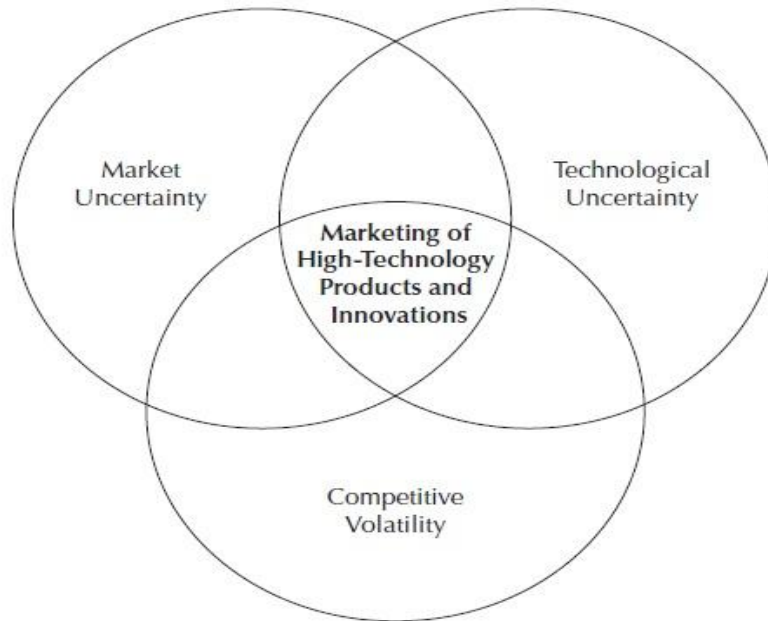 Market
Uncertainty
Technological
Uncertainty
Marketing of
High-Technology
Products and
Innovations
Competitive
Volatility